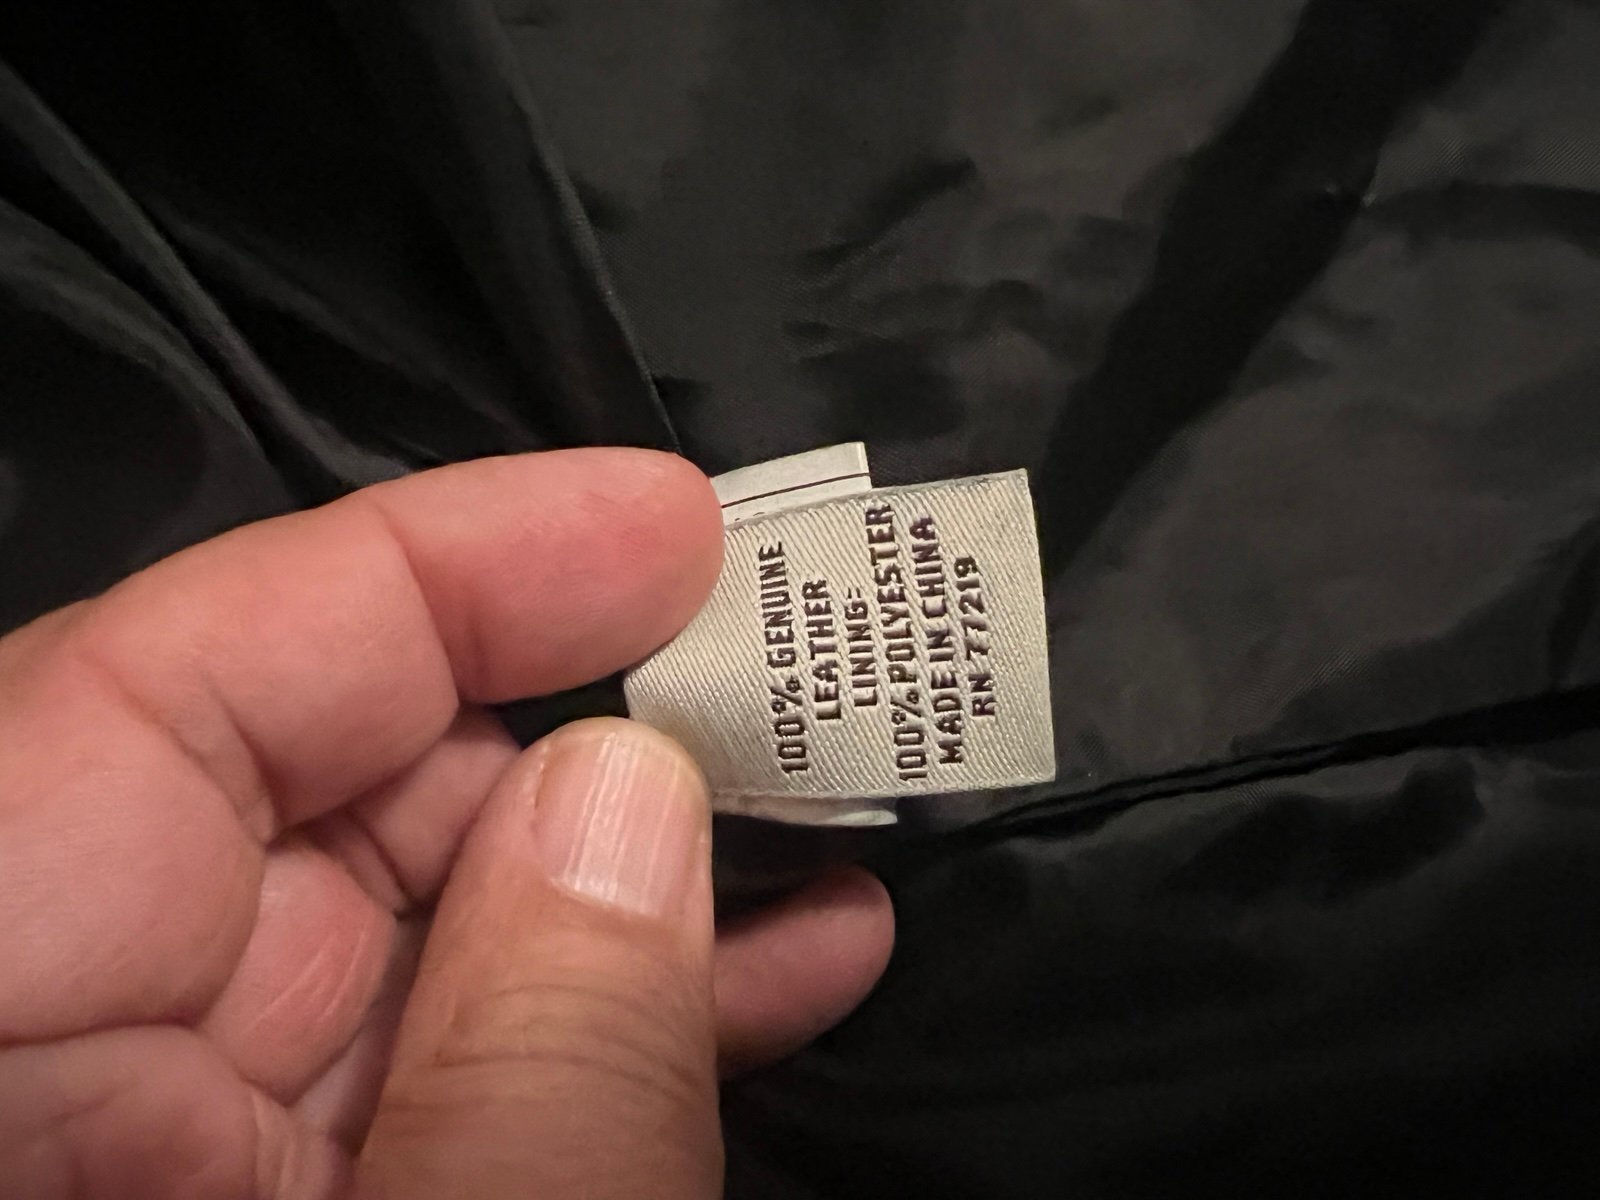 100% GENUINE
LEATHER
LINING:
100% POLYESTER
MADE IN CHINA
RN 77219